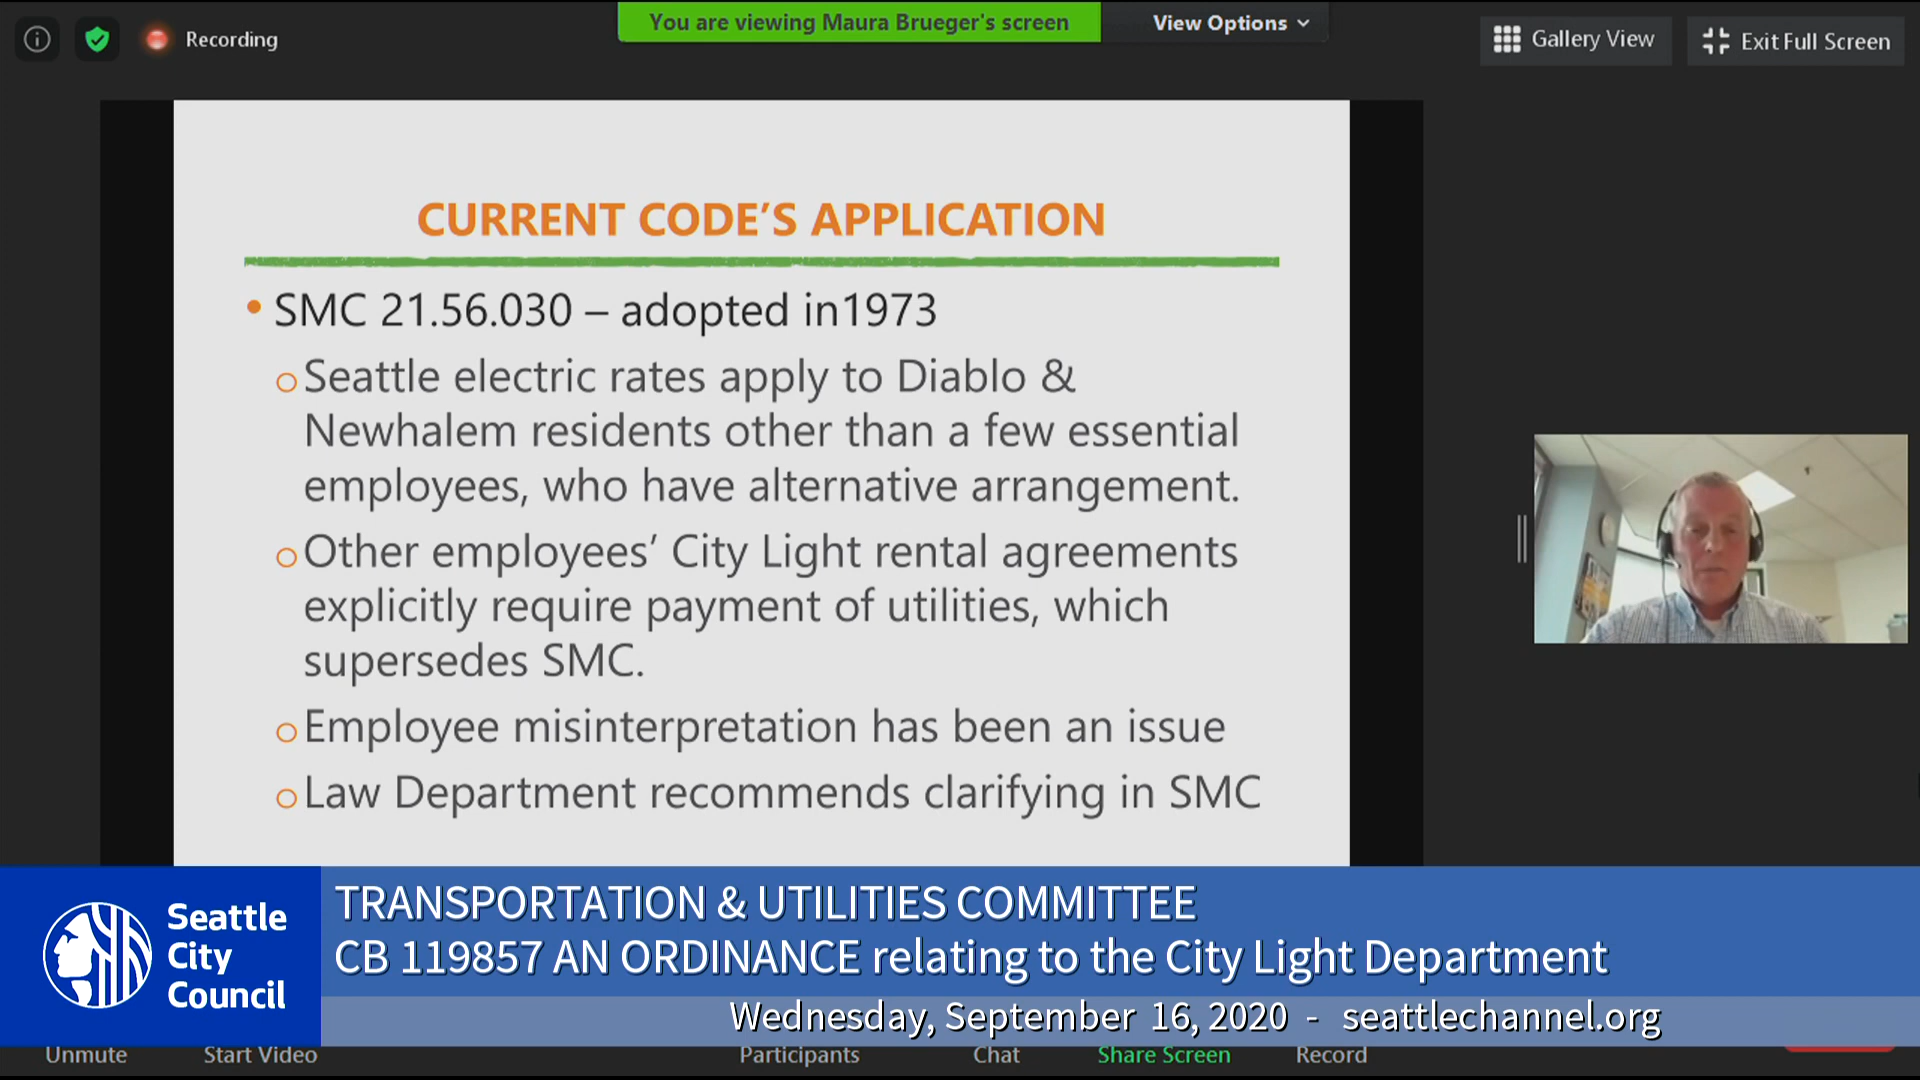 Recording
You are viewing Maura Brueger's screen
View Options
Gallery View
Exit Full Screen
CURRENT CODE'S APPLICATION
• SMC 21.56.030 – adopted in1973
o Seattle electric rates apply to Diablo &
Newhalem residents other than a few essential
employees, who have alternative arrangement.
o Other employees' City Light rental agreements
explicitly require payment of utilities, which
supersedes SMC.
o Employee misinterpretation has been an issue
o Law Department recommends clarifying in SMC
Seattle
City
Council
TRANSPORTATION & UTILITIES COMMITTEE
CB 119857 AN ORDINANCE relating to the City Light Department
Wednesday, September 16, 2020 - seattlechannel.org
Unmute
Start Video
Participants
Chat
Share Screen
Record